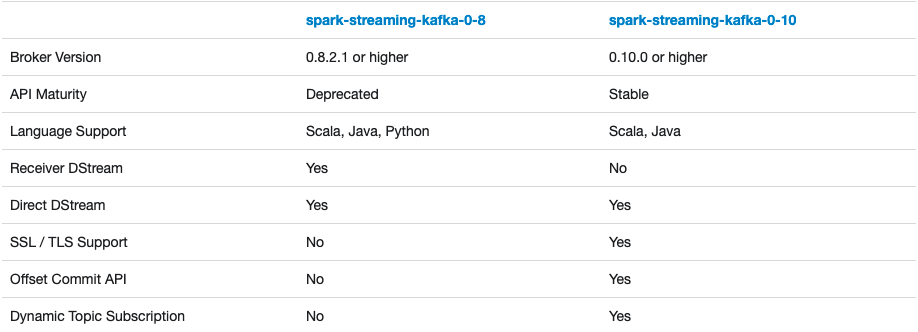 spark-streaming-kafka-0-8 spark-streaming-kafka-0-10
Broker Version 0.8.2.1 or higher 0.10.0 or higher
API Maturity Deprecated Stable
Language Support Scala, Java, Python Scala, Java
Receiver DStream Yes No
Direct DStream Yes Yes
SSL / TLS Support No Yes
Offset Commit API No Yes
Dynamic Topic Subscription No Yes